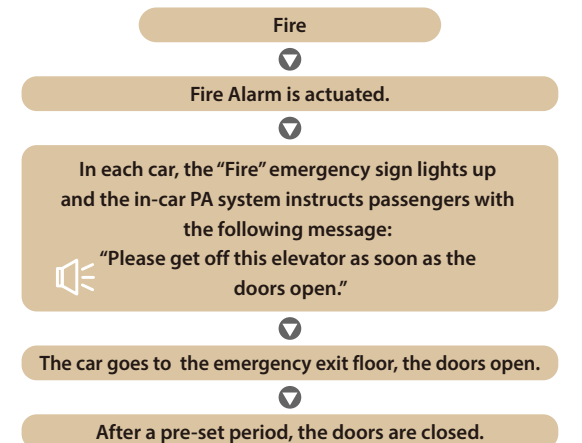 Fire
Fire Alarm is actuated.
In each car, the “Fire” emergency sign lights up
and the in-car PA system instructs passengers with
the following message:
“Please get off this elevator as soon as the
doors open.”
The car goes to the emergency exit floor, the doors open.
After a pre-set period, the doors are closed.